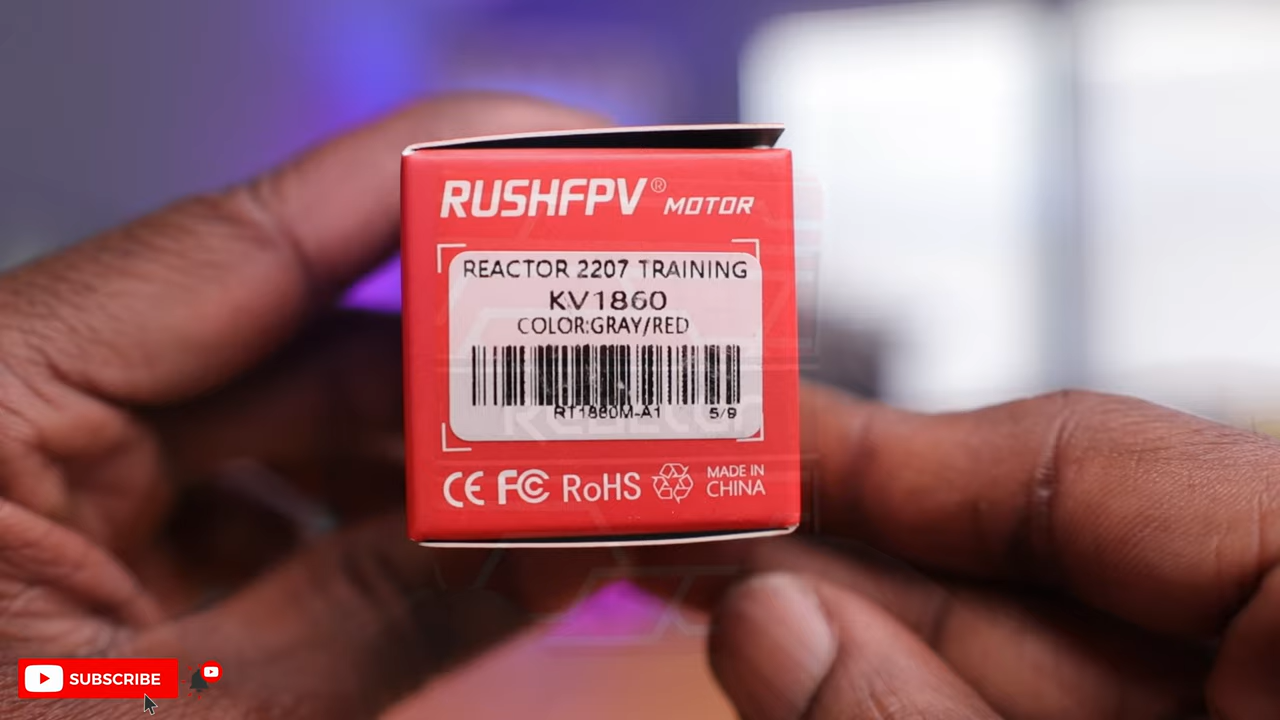 RUSHFPV® MOTOR
REACTOR 2207 TRAINING
KV1860
COLOR:GRAY/RED
RT1860M-A1 5/9
CE FC RoHS MADE IN
CHINA
SUBSCRIBE